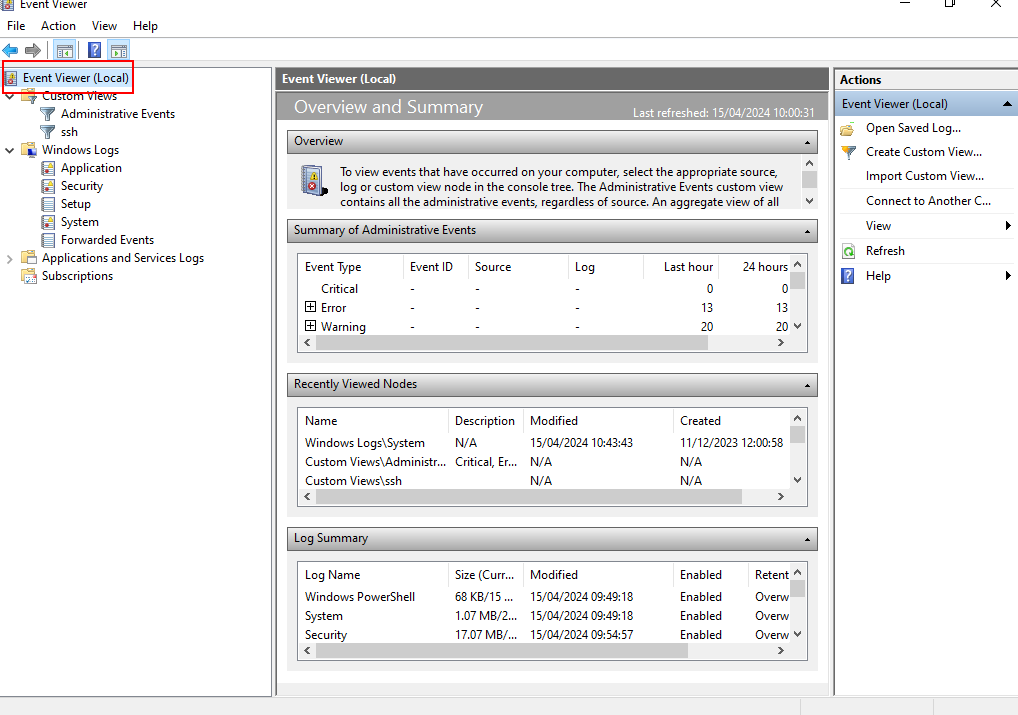 Event Viewer
File Action View Help
Event Viewer (Local)
Custom Views
Administrative Events
ssh
Windows Logs
Application
Security
Setup
System
Forwarded Events
Applications and Services Logs
Subscriptions
Event Viewer (Local)
Overview and Summary
Last refreshed: 15/04/2024 10:00:31
Overview
To view events that have occurred on your computer, select the appropriate source,
log or custom view node in the console tree. The Administrative Events custom view
contains all the administrative events, regardless of source. An aggregate view of all
Summary of Administrative Events
Event Type Event ID Source Log Last hour 24 hours
Critical - - - 0 0
Error - - - 13 13
Warning - - - 20 20
Recently Viewed Nodes
Name Description Modified Created
Windows Logs\System N/A 15/04/2024 10:43:43 11/12/2023 12:00:58
Custom Views\Administr... Critical, Er... N/A N/A
Custom Views\ssh N/A N/A
Log Summary
Log Name Size (Curr... Modified Enabled Retent
Windows PowerShell 68 KB/15 ... 15/04/2024 09:49:18 Enabled Overw
System 1.07 MB/2... 15/04/2024 09:49:18 Enabled Overw
Security 17.07 MB/... 15/04/2024 09:54:57 Enabled Overw
Actions
Event Viewer (Local)
Open Saved Log...
Create Custom View...
Import Custom View...
Connect to Another C...
View
Refresh
Help